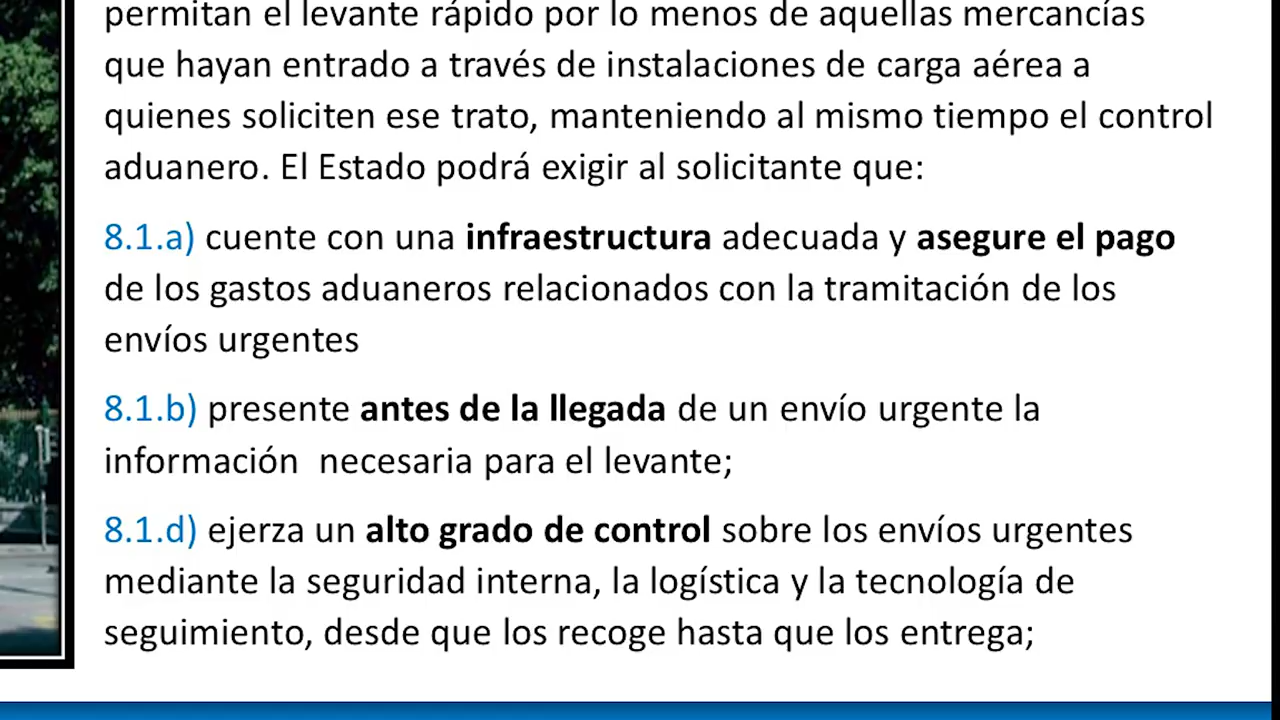 permitan el levante rápido por lo menos de aquellas mercancías
que hayan entrado a través de instalaciones de carga aérea a
quienes soliciten ese trato, manteniendo al mismo tiempo el control
aduanero. El Estado podrá exigir al solicitante que:
8.1.a) cuente con una infraestructura adecuada y asegure el pago
de los gastos aduaneros relacionados con la tramitación de los
envíos urgentes
8.1.b) presente antes de la llegada de un envío urgente la
información  necesaria para el levante;
8.1.d) ejerza un alto grado de control sobre los envíos urgentes
mediante la seguridad interna, la logística y la tecnología de
seguimiento, desde que los recoge hasta que los entrega;